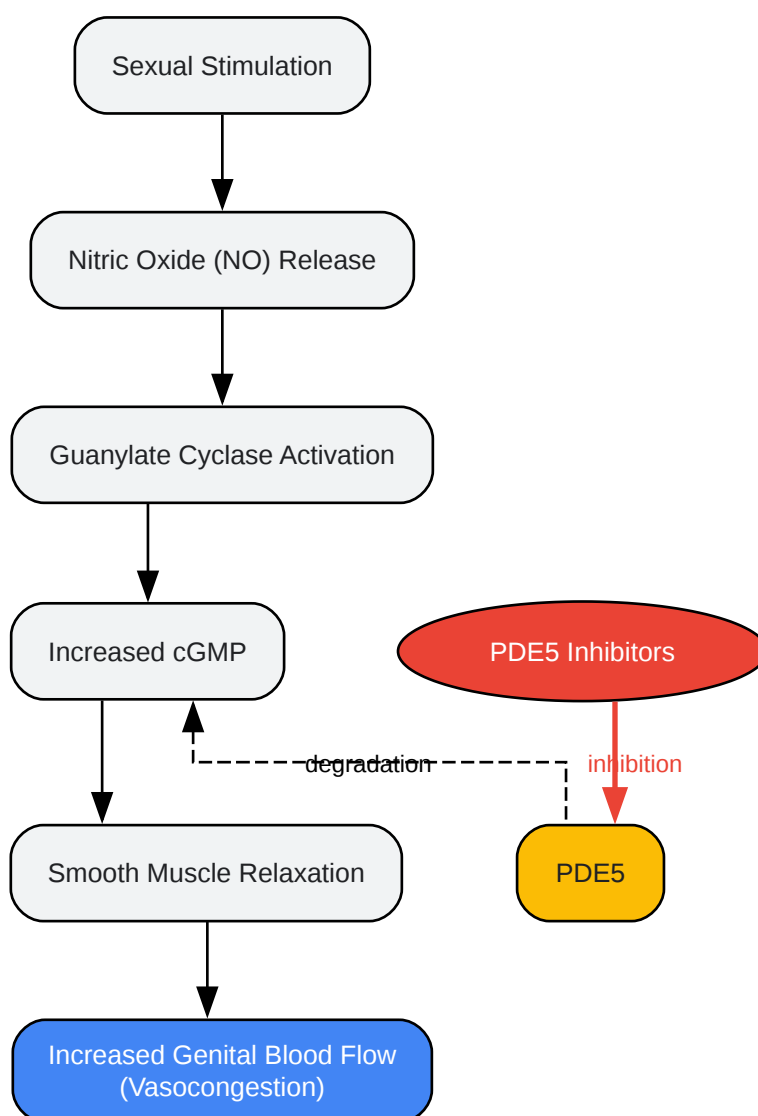 Sexual Stimulation
Nitric Oxide (NO) Release
Guanylate Cyclase Activation
Increased cGMP
PDE5 Inhibitors
degradation
inhibition
Smooth Muscle Relaxation
PDE5
Increased Genital Blood Flow
(Vasocongestion)